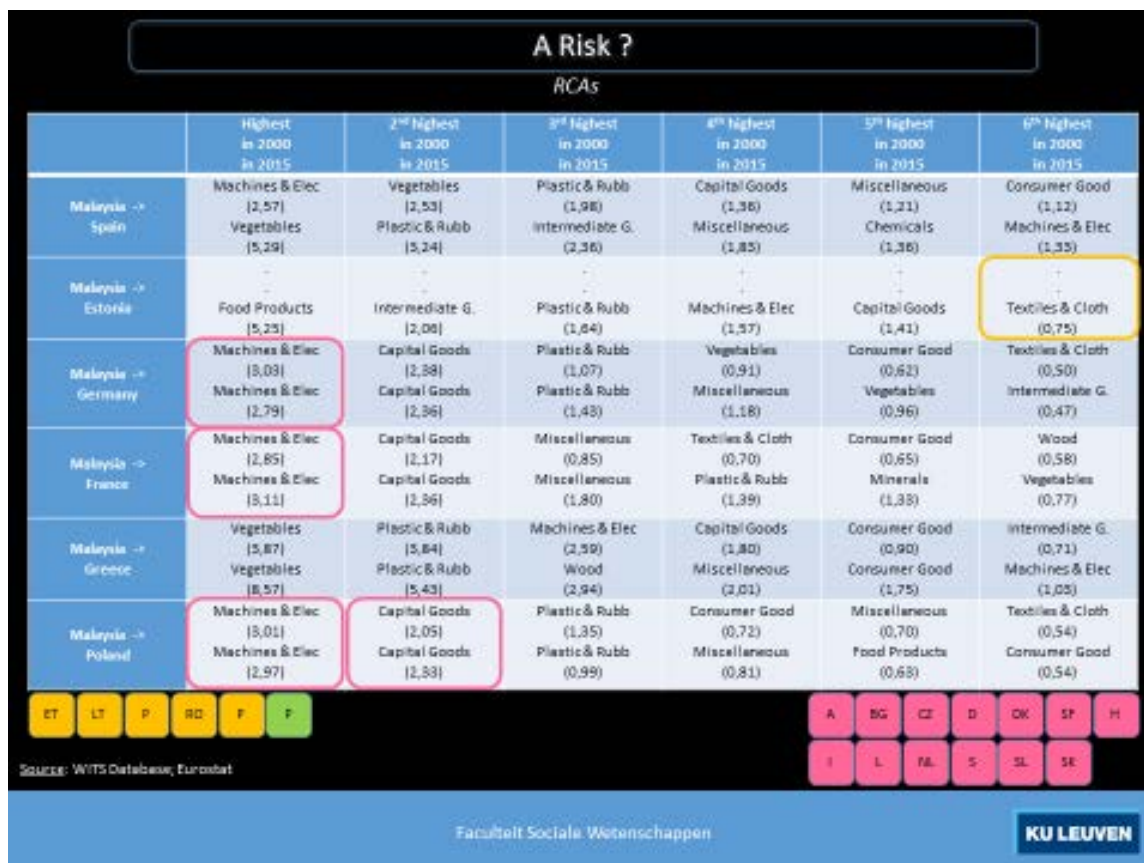 A Risk ?
RCAs
Highest
in 2000
in 2015
2nd highest
in 2000
in 2015
3rd highest
in 2000
in 2015
4th highest
in 2000
in 2015
5th highest
in 2000
in 2015
6th highest
in 2000
in 2015
Malaysia ->
Spain
Machines & Elec
(2,57)
Vegetables
(5,29)
Vegetables
(2,53)
Plastic & Rubb
(5,24)
Plastic & Rubb
(1,98)
Intermediate G.
(2,36)
Capital Goods
(1,36)
Miscellaneous
(1,85)
Miscellaneous
(1,21)
Chemicals
(1,36)
Consumer Good
(1,12)
Machines & Elec
(1,35)
Malaysia ->
Estonia
-
-
Food Products
(5,25)
-
-
Intermediate G.
(2,06)
-
-
Plastic & Rubb
(1,64)
-
-
Machines & Elec
(1,57)
-
-
Capital Goods
(1,41)
-
-
Textiles & Cloth
(0,75)
Malaysia ->
Germany
Machines & Elec
(3,03)
Machines & Elec
(2,79)
Capital Goods
(2,38)
Capital Goods
(2,36)
Plastic & Rubb
(1,07)
Plastic & Rubb
(1,43)
Vegetables
(0,91)
Miscellaneous
(1,18)
Consumer Good
(0,62)
Vegetables
(0,96)
Textiles & Cloth
(0,50)
Intermediate G.
(0,47)
Malaysia ->
France
Machines & Elec
(2,85)
Machines & Elec
(3,11)
Capital Goods
(2,17)
Capital Goods
(2,36)
Miscellaneous
(0,85)
Miscellaneous
(1,80)
Textiles & Cloth
(0,70)
Plastic & Rubb
(1,39)
Consumer Good
(0,65)
Minerals
(1,33)
Wood
(0,58)
Vegetables
(0,77)
Malaysia ->
Greece
Vegetables
(5,87)
Vegetables
(8,57)
Plastic & Rubb
(5,84)
Plastic & Rubb
(5,43)
Machines & Elec
(2,59)
Wood
(2,94)
Capital Goods
(1,80)
Miscellaneous
(2,01)
Consumer Good
(0,90)
Consumer Good
(1,75)
Intermediate G.
(0,71)
Machines & Elec
(1,03)
Malaysia ->
Poland
Machines & Elec
(3,01)
Machines & Elec
(2,97)
Capital Goods
(2,05)
Capital Goods
(2,33)
Plastic & Rubb
(1,35)
Plastic & Rubb
(0,99)
Consumer Good
(0,72)
Miscellaneous
(0,81)
Miscellaneous
(0,70)
Food Products
(0,63)
Textiles & Cloth
(0,54)
Consumer Good
(0,54)
ET LT P RO P P
A BG CZ D DK SF H
I L NL S SL SK
Source: WITS Database; Eurostat
Faculteit Sociale Wetenschappen
KU LEUVEN